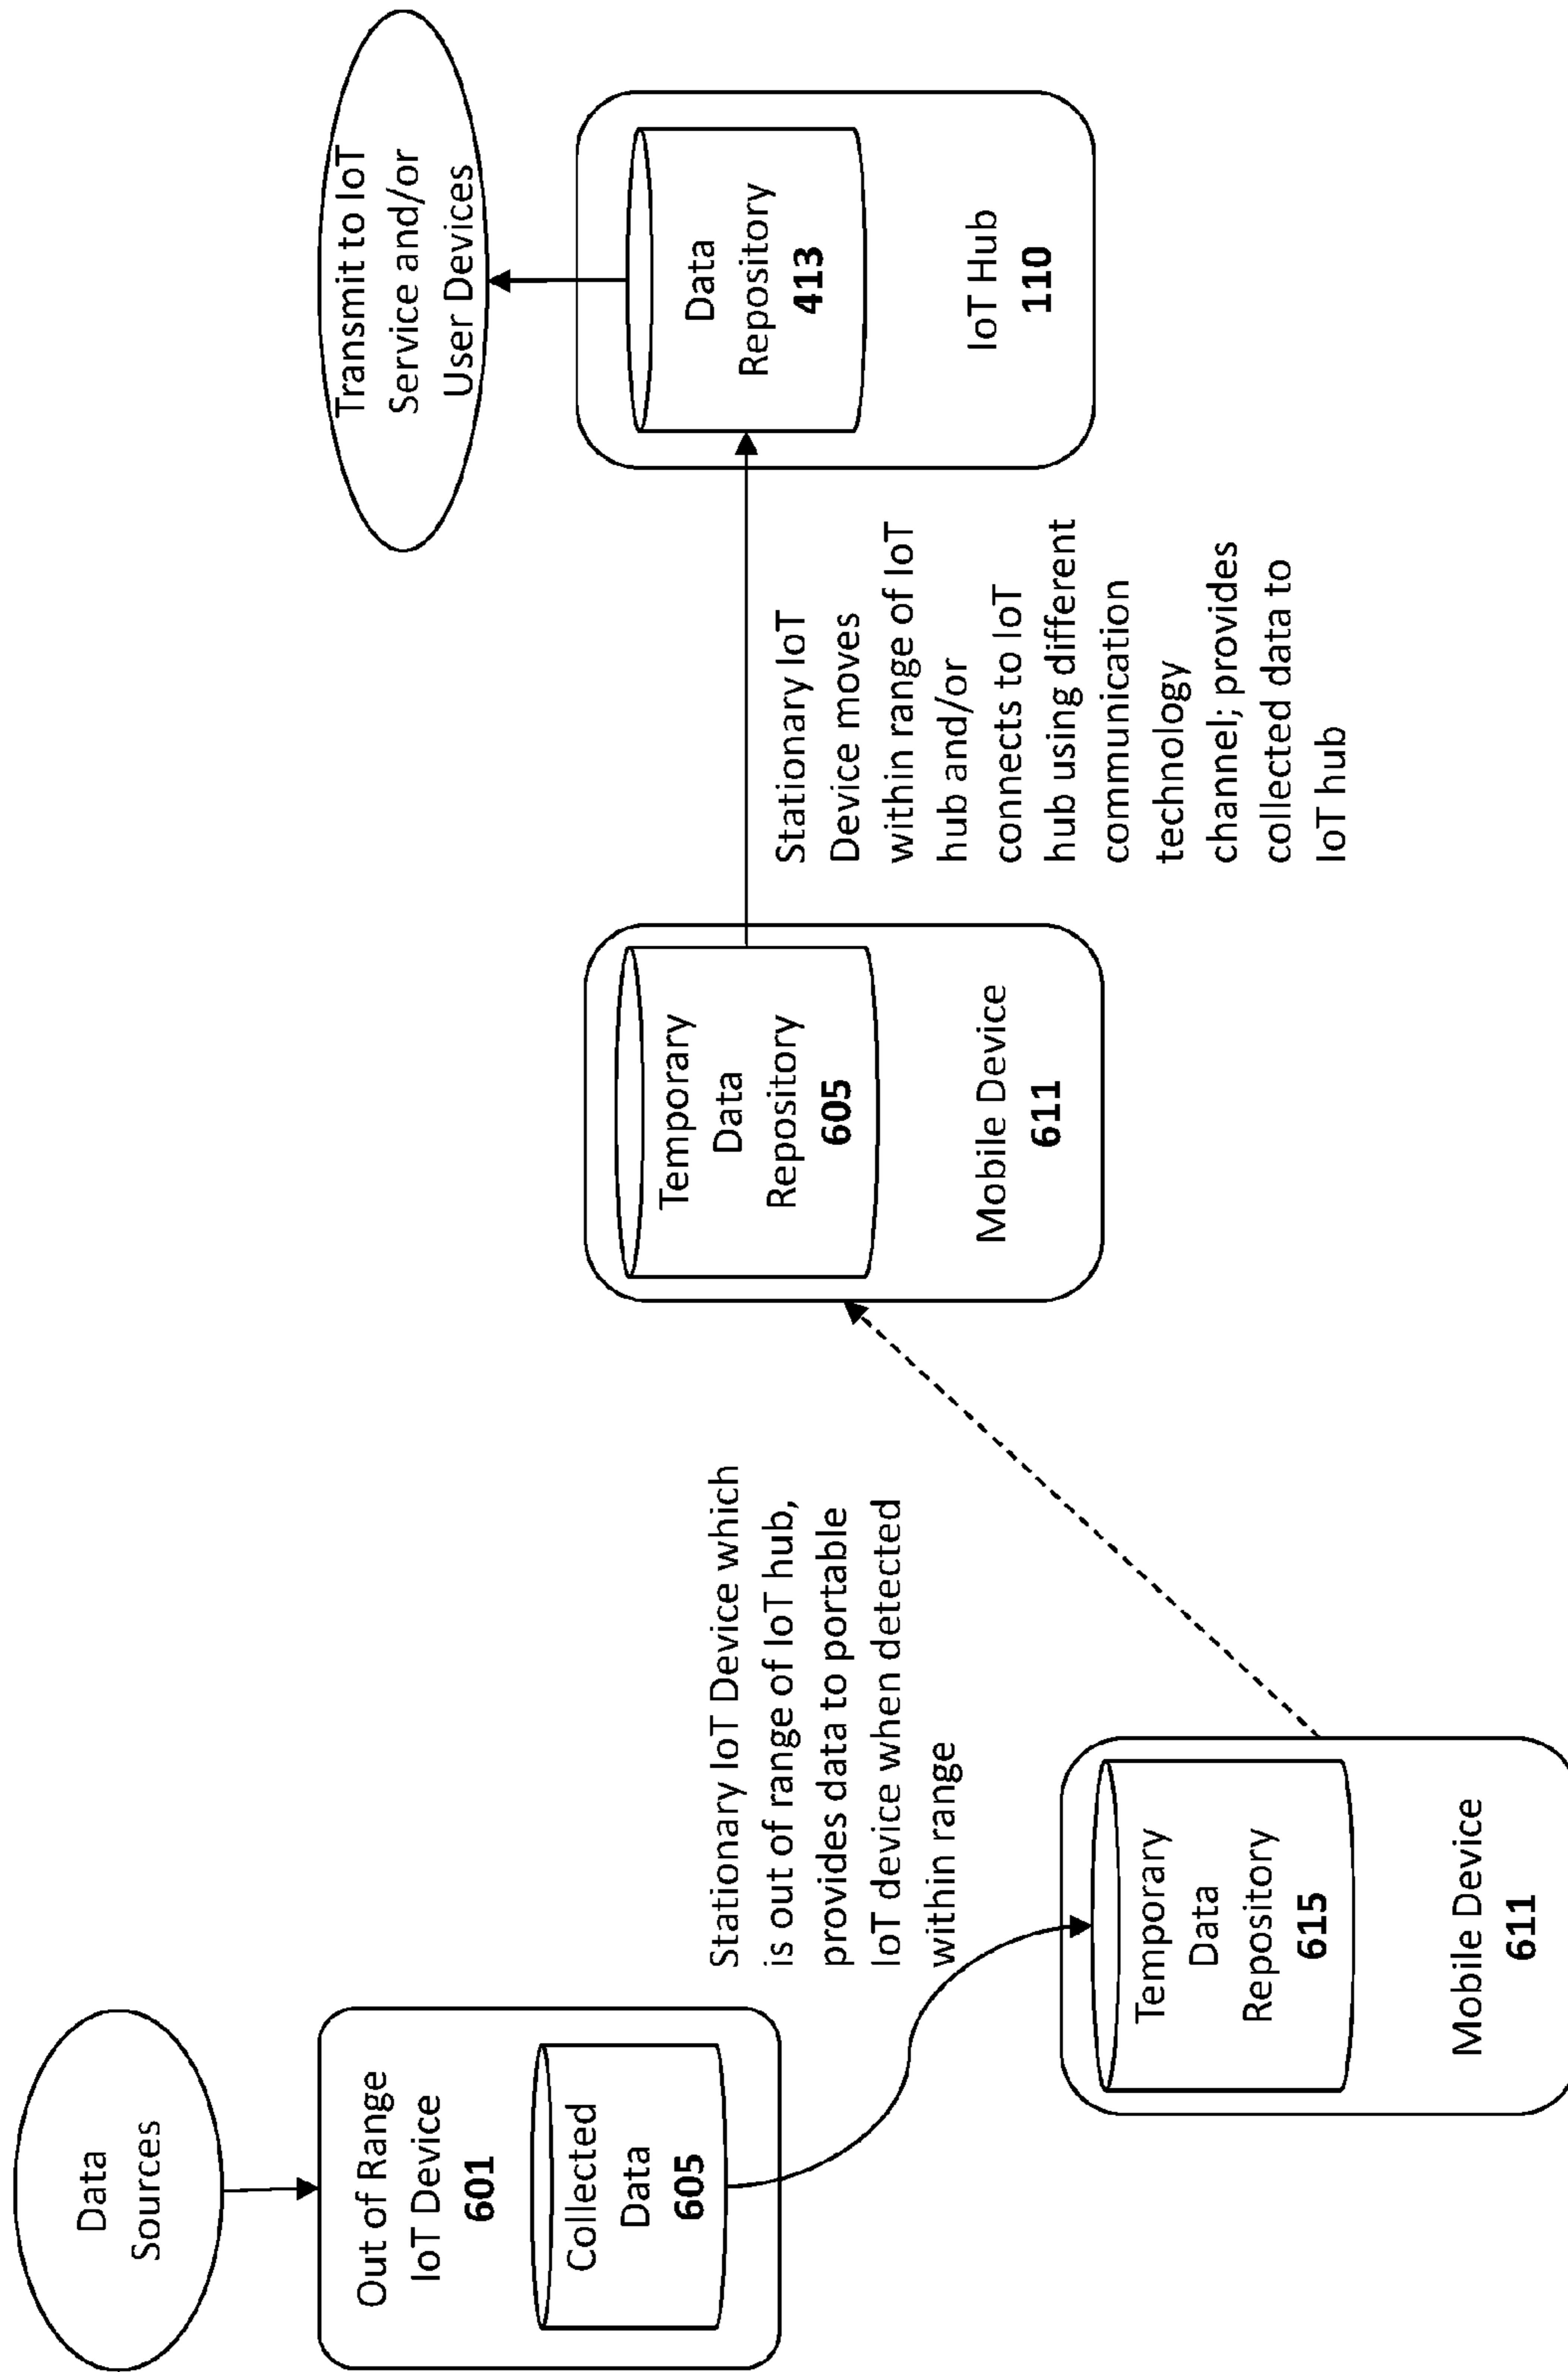 Data
Sources
Out of Range
IoT Device
601
Collected
Data
605
Stationary IoT Device which
is out of range of IoT hub,
provides data to portable
IoT device when detected
within range
Temporary
Data
Repository
615
Mobile Device
611
Temporary
Data
Repository
605
Mobile Device
611
Stationary IoT
Device moves
within range of IoT
hub and/or
connects to IoT
hub using different
communication
technology
channel; provides
collected data to
IoT hub
Transmit to IoT
Service and/or
User Devices
Data
Repository
413
IoT Hub
110